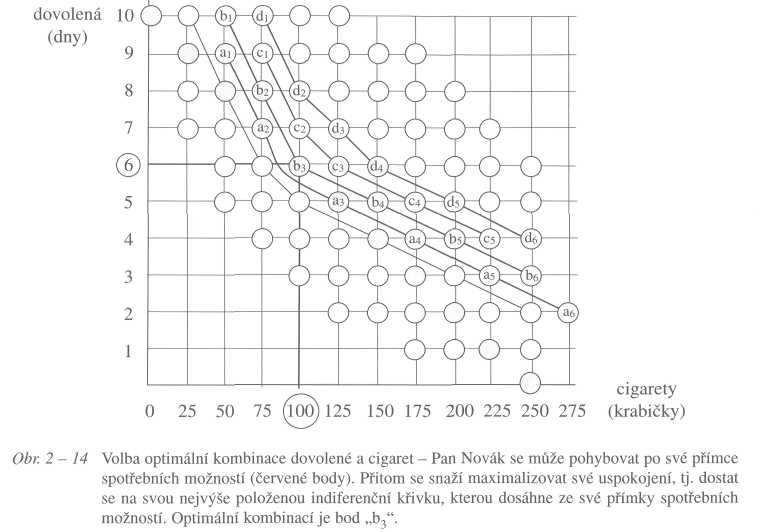 dovolená
(dny)
10 b1 d1
9 a1 c1
8 b2 d2
7 a2 c2 d3
6 b3 c3 d4
5 a3 b4 c4 d5
4 a4 b5 c5 d6
3 a5 b6
2 a6
1
cigarety
0 25 50 75 100 125 150 175 200 225 250 275 (krabičky)
Obr. 2 – 14 Volba optimální kombinace dovolené a cigaret – Pan Novák se může pohybovat po své přímce
spotřebních možností (červené body). Přitom se snaží maximalizovat své uspokojení, tj. dostat
se na svou nejvýše položenou indiferenční křivku, kterou dosáhne ze své přímky spotřebních
možností. Optimální kombinací je bod „b3“.